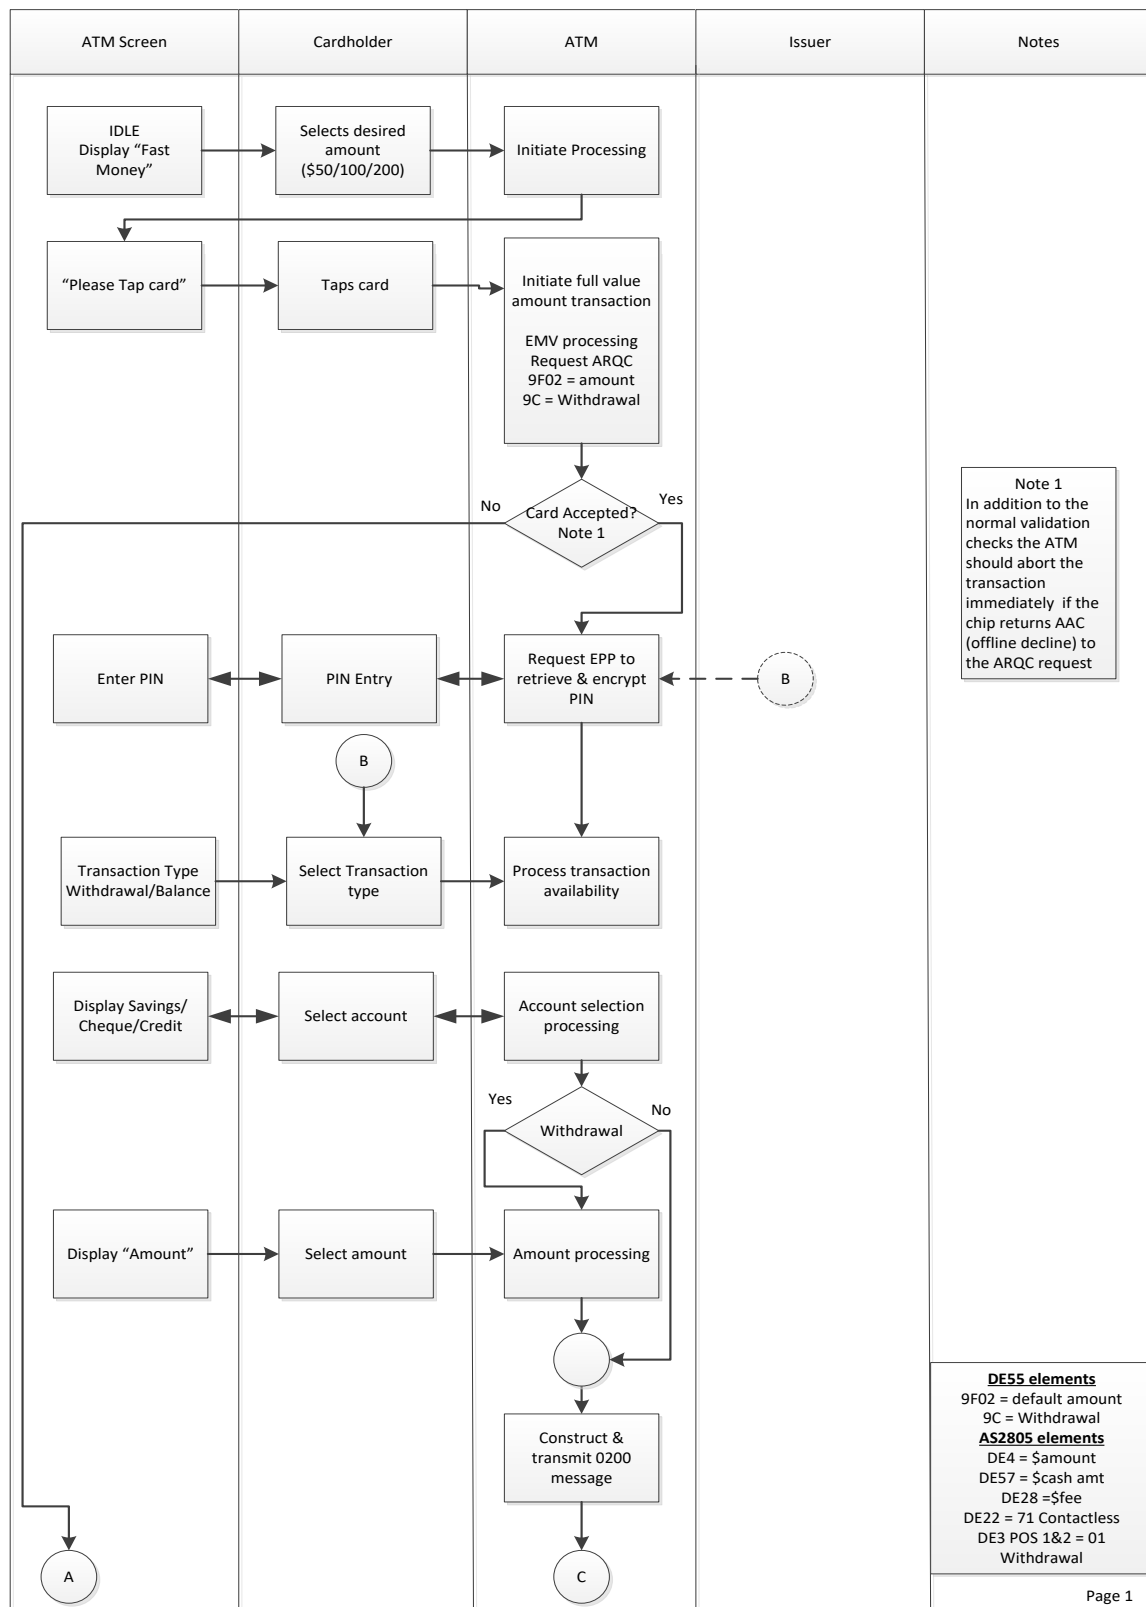 ATM Screen
Cardholder
ATM
Issuer
Notes
IDLE
Display “Fast
Money”
Selects desired
amount
($50/100/200)
Initiate Processing
“Please Tap card”
Taps card
Initiate full value
amount transaction
EMV processing
Request ARQC
9F02 = amount
9C = Withdrawal
No
Card Accepted?
Note 1
Yes
Note 1
In addition to the
normal validation
checks the ATM
should abort the
transaction
immediately if the
chip returns AAC
(offline decline) to
the ARQC request
Enter PIN
PIN Entry
Request EPP to
retrieve & encrypt
PIN
B
B
Transaction Type
Withdrawal/Balance
Select Transaction
type
Process transaction
availability
Display Savings/
Cheque/Credit
Select account
Account selection
processing
Yes
Withdrawal
No
Display “Amount”
Select amount
Amount processing
Construct &
transmit 0200
message
DE55 elements
9F02 = default amount
9C = Withdrawal
AS2805 elements
DE4 = $amount
DE57 = $cash amt
DE28 =$fee
DE22 = 71 Contactless
DE3 POS 1&2 = 01
Withdrawal
A
C
Page 1